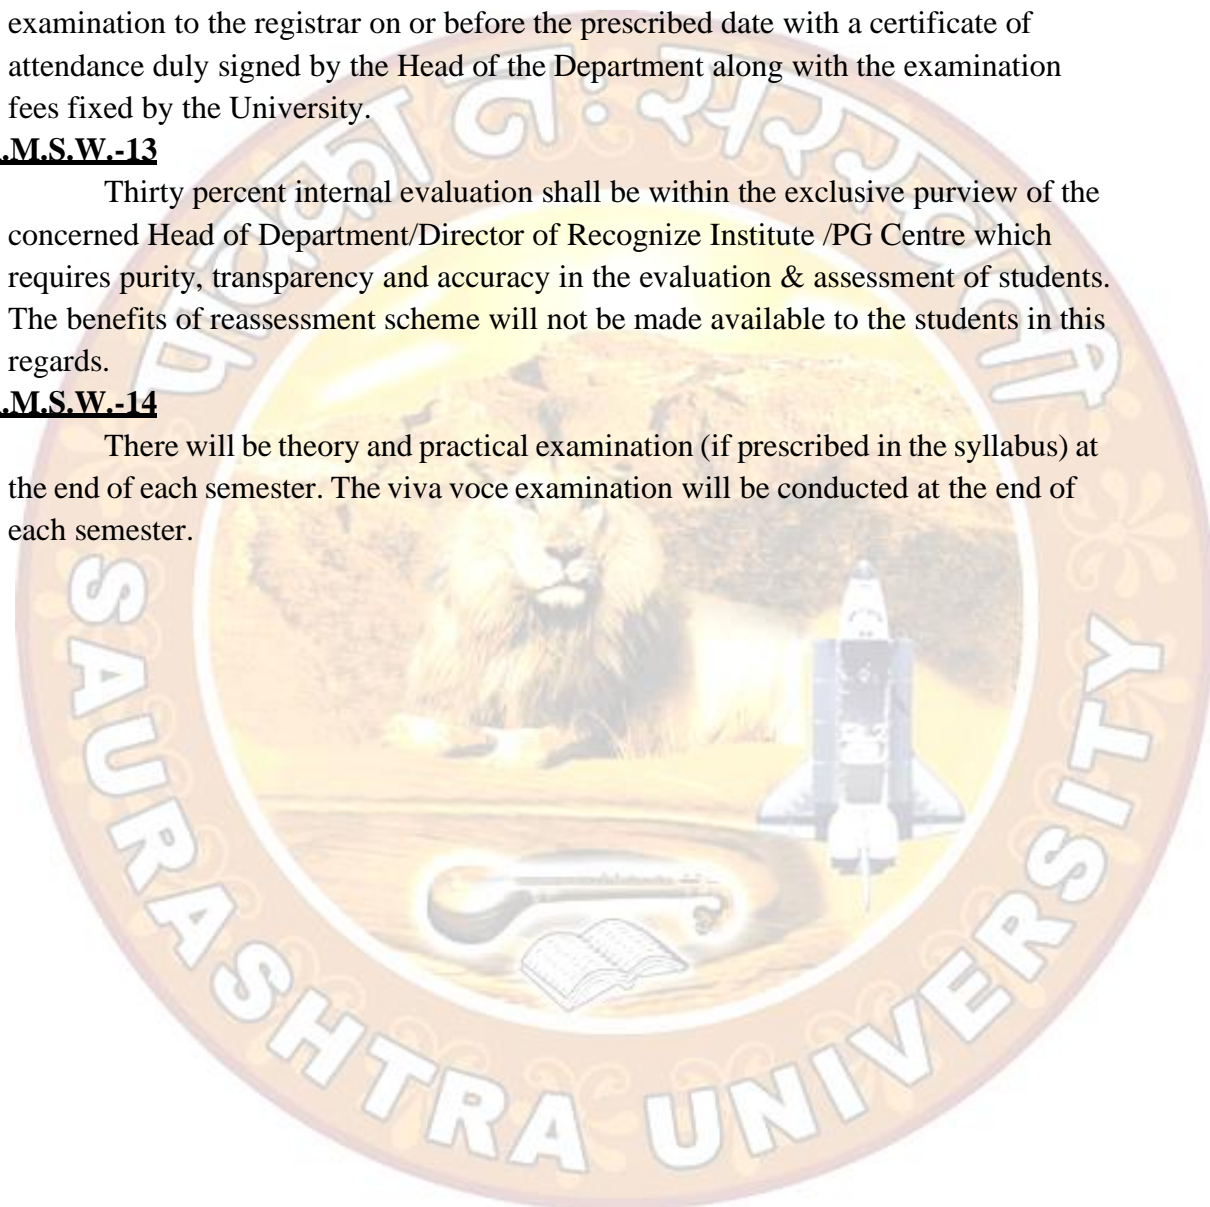 examination to the registrar on or before the prescribed date with a certificate of
attendance duly signed by the Head of the Department along with the examination
fees fixed by the University.
.M.S.W.-13
Thirty percent internal evaluation shall be within the exclusive purview of the
concerned Head of Department/Director of Recognize Institute /PG Centre which
requires purity, transparency and accuracy in the evaluation & assessment of students.
The benefits of reassessment scheme will not be made available to the students in this
regards.
.M.S.W.-14
There will be theory and practical examination (if prescribed in the syllabus) at
the end of each semester. The viva voce examination will be conducted at the end of
each semester.
पावका नः सरस्वती
SAURASHTRA UNIVERSITY